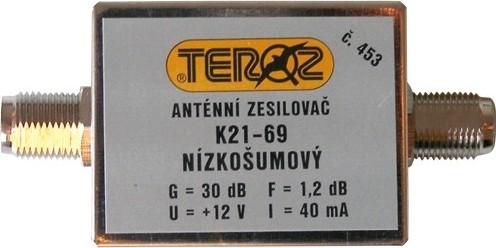 ® TEROZ
č. 453
ANTÉNNÍ ZESILOVAČ
K21-69
NÍZKOŠUMOVÝ
G = 30 dB F = 1,2 dB
U = +12 V I = 40 mA